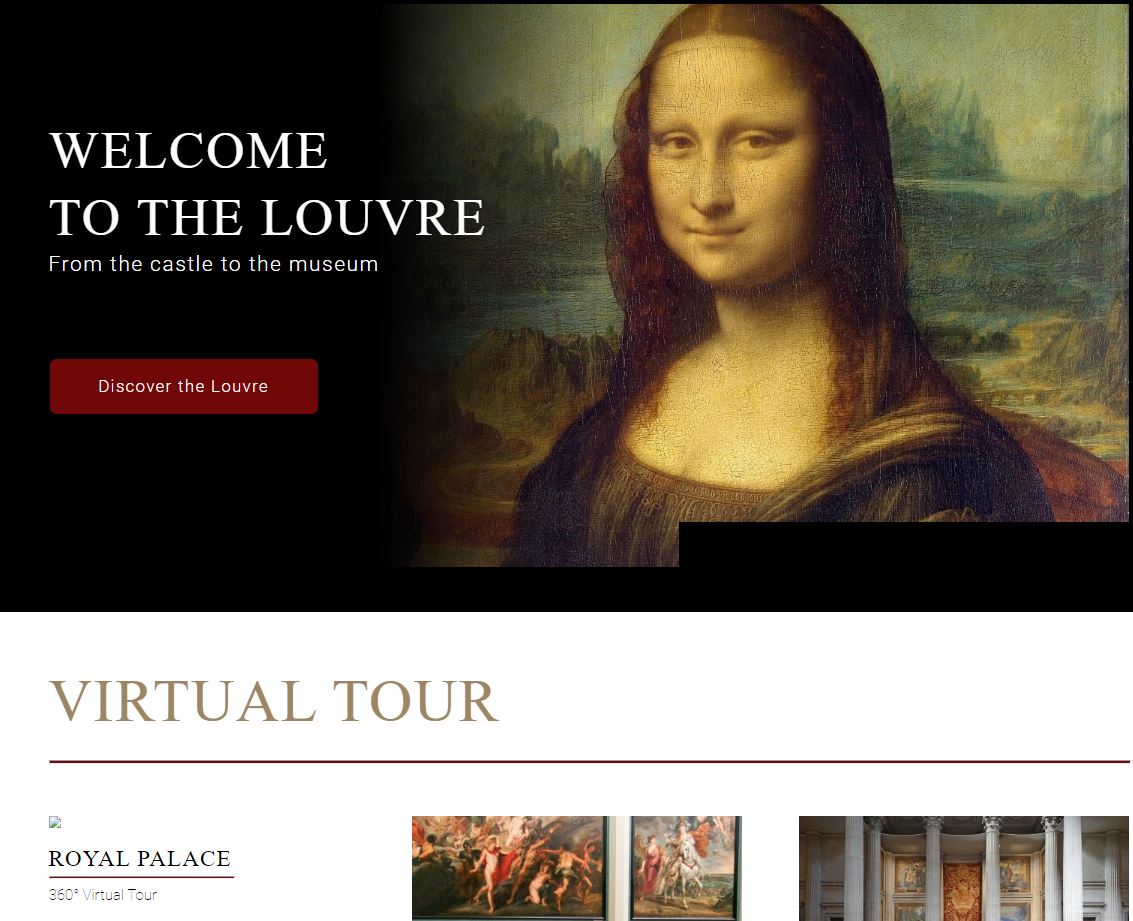 WELCOME
TO THE LOUVRE
From the castle to the museum
Discover the Louvre
VIRTUAL TOUR
ROYAL PALACE
360° Virtual Tour